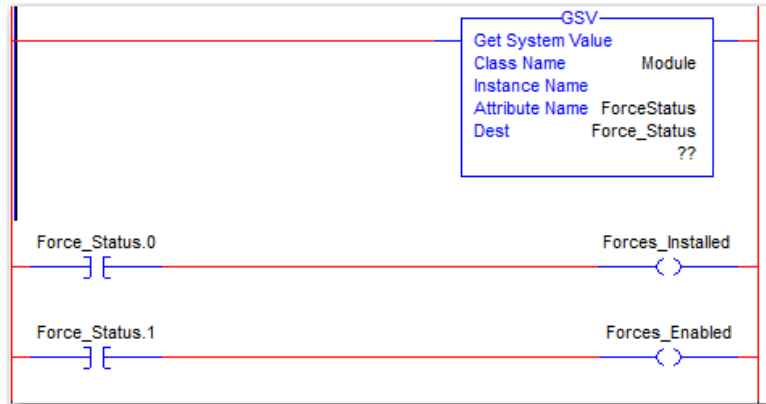 GSV
Get System Value
Class Name Module
Instance Name
Attribute Name ForceStatus
Dest Force_Status
??
Force_Status.0 Forces_Installed
Force_Status.1 Forces_Enabled